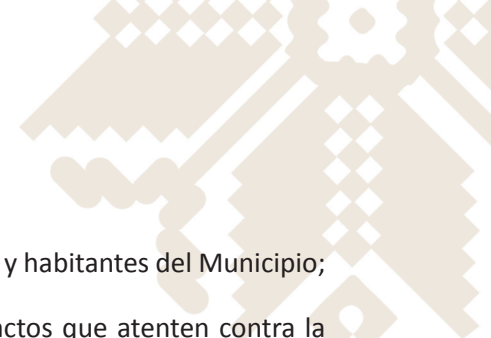 y habitantes del Municipio;
actos que atenten contra la